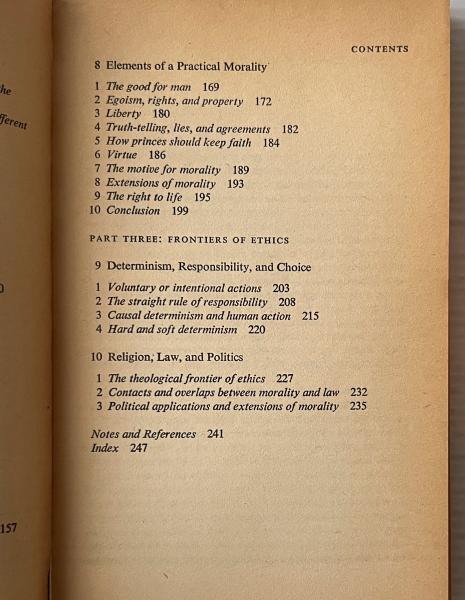 he
fferent
0
157
CONTENTS
8 Elements of a Practical Morality
1 The good for man 169
2 Egoism, rights, and property 172
3 Liberty 180
4 Truth-telling, lies, and agreements 182
5 How princes should keep faith 184
6 Virtue 186
7 The motive for morality 189
8 Extensions of morality 193
9 The right to life 195
10 Conclusion 199
PART THREE: FRONTIERS OF ETHICS
9 Determinism, Responsibility, and Choice
1 Voluntary or intentional actions 203
2 The straight rule of responsibility 208
3 Causal determinism and human action 215
4 Hard and soft determinism 220
10 Religion, Law, and Politics
1 The theological frontier of ethics 227
2 Contacts and overlaps between morality and law 232
3 Political applications and extensions of morality 235
Notes and References 241
Index 247